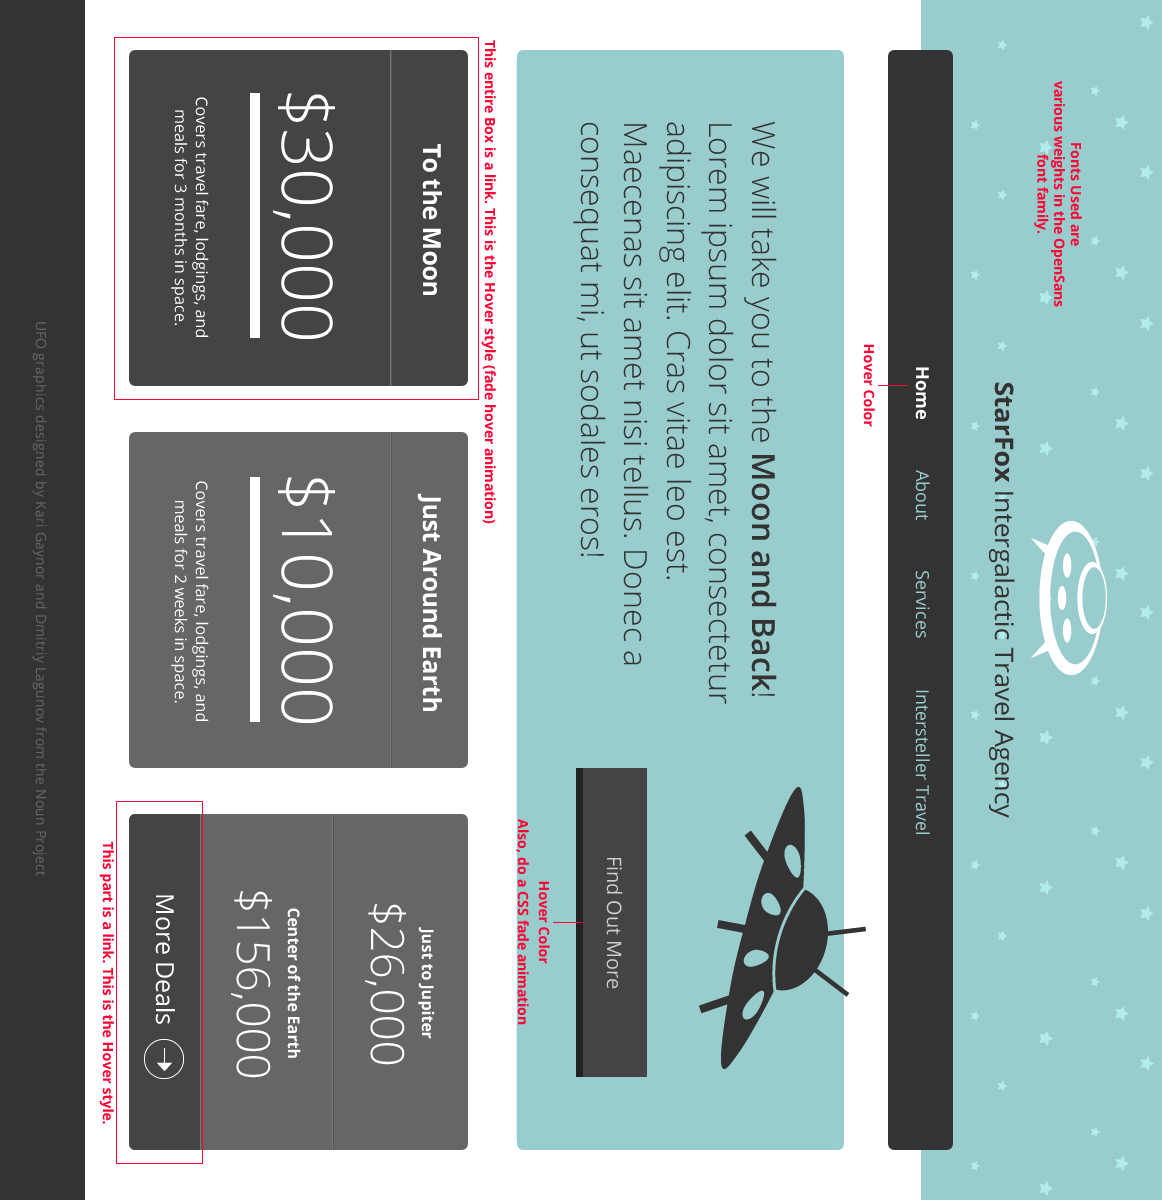 Fonts Used are
various weights in the OpenSans
font family.
StarFox Intergalactic Travel Agency
Home About Services Intersteller Travel
Hover Color
We will take you to the Moon and Back!
Lorem ipsum dolor sit amet, consectetur
adipiscing elit. Cras vitae leo est.
Maecenas sit amet nisi tellus. Donec a
consequat mi, ut sodales eros!
Find Out More
Hover Color
Also, do a CSS fade animation
This entire Box is a link. This is the Hover style (fade hover animation)
To the Moon
$30,000
Covers travel fare, lodgings, and
meals for 3 months in space.
Just Around Earth
$10,000
Covers travel fare, lodgings, and
meals for 2 weeks in space.
Just to Jupiter
$26,000
Center of the Earth
$156,000
More Deals
This part is a link. This is the Hover style.
UFO graphics designed by Kari Gaynor and Dmitriy Lagunov from the Noun Project